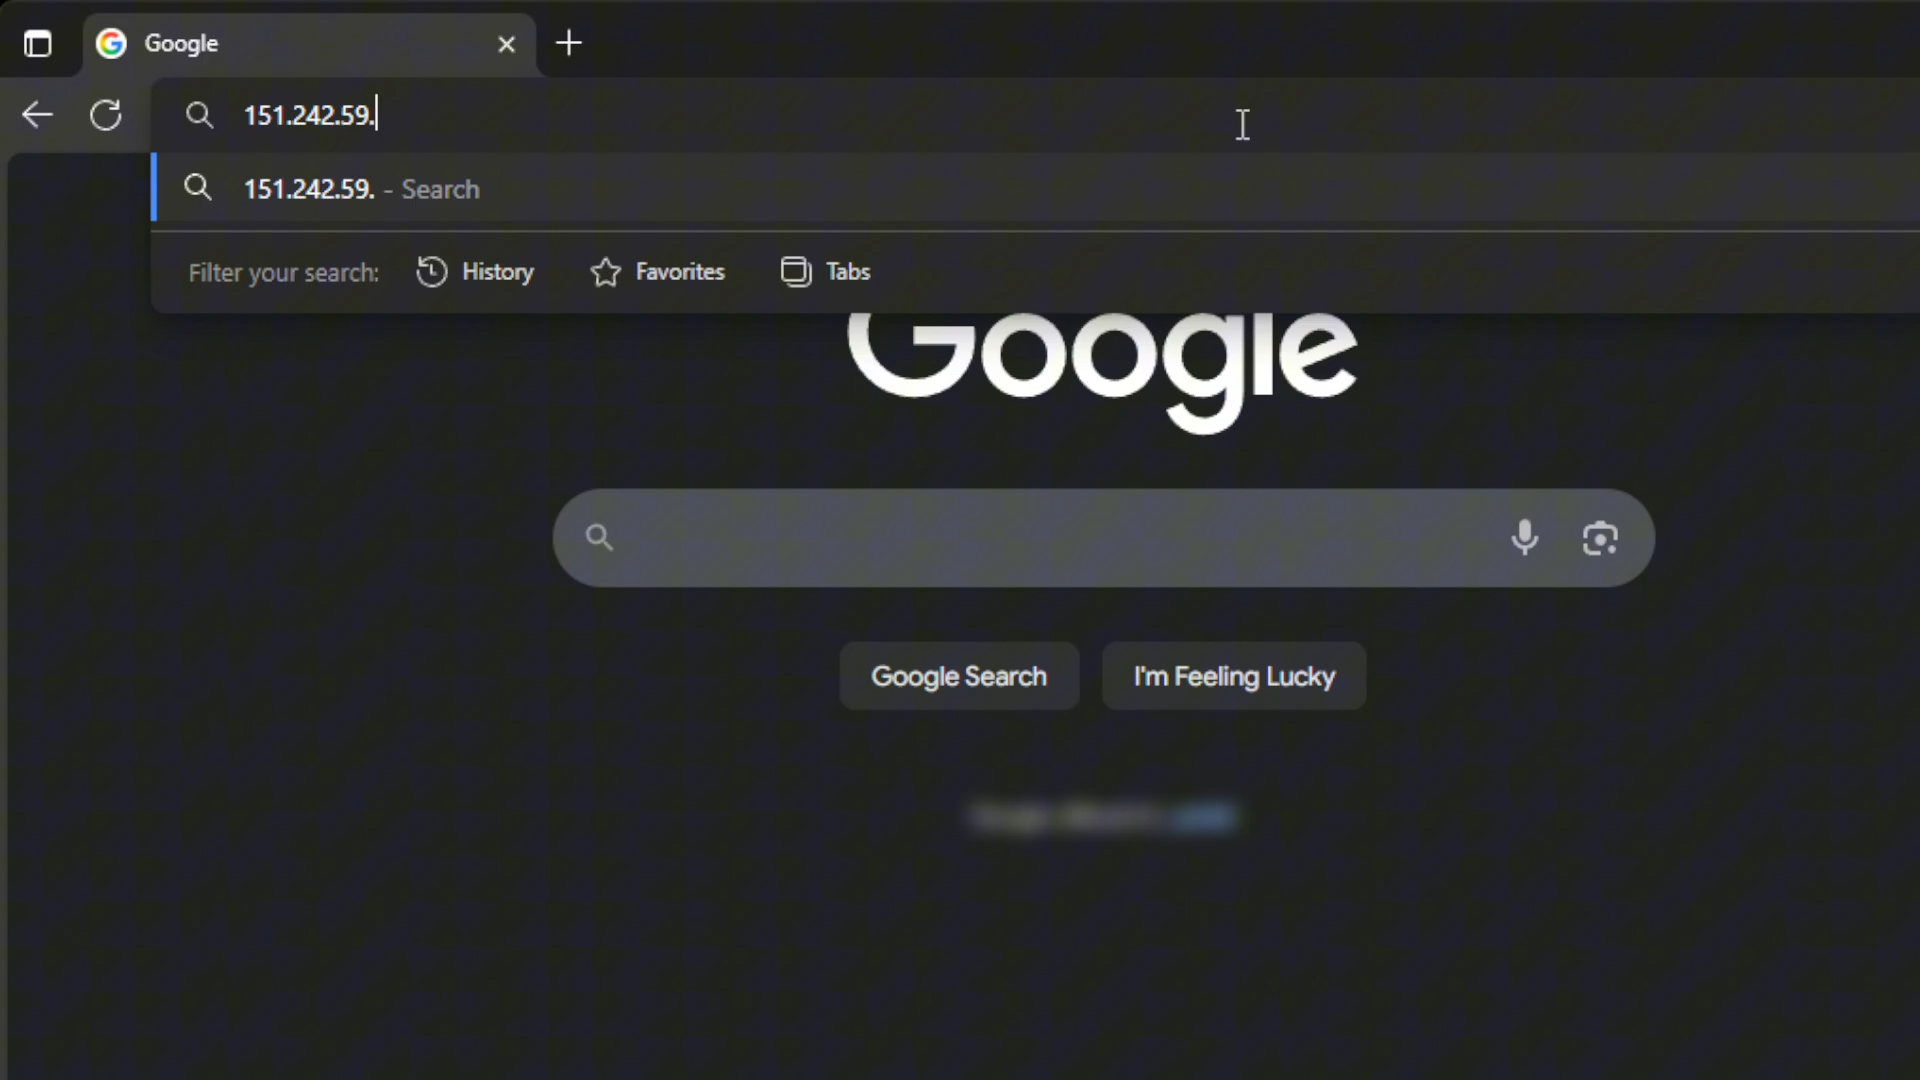 Google
151.242.59.
151.242.59. - Search
Filter your search: History Favorites Tabs
Google
Google Search I'm Feeling Lucky